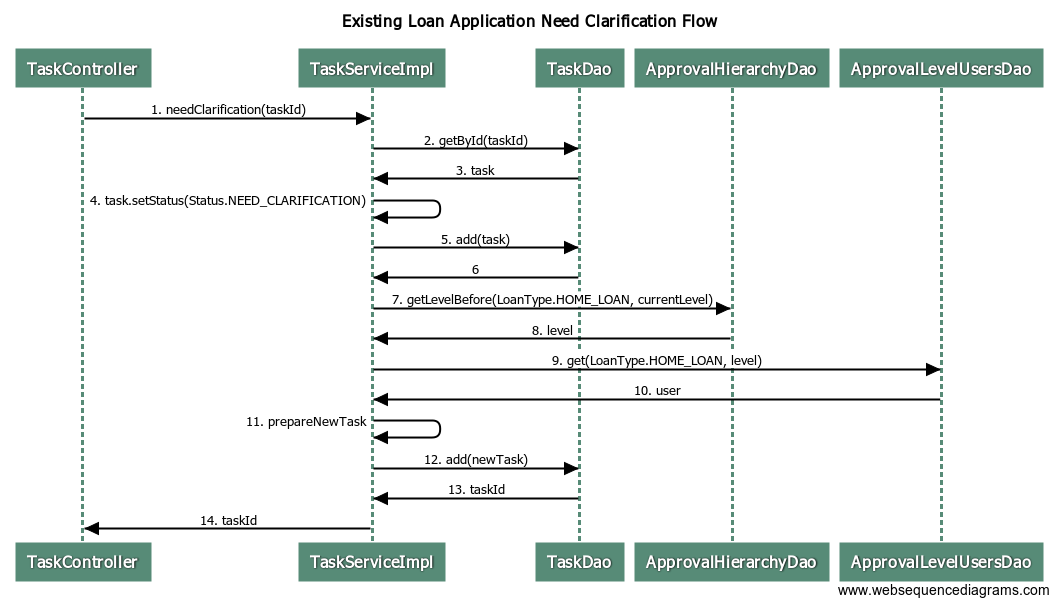 Existing Loan Application Need Clarification Flow
TaskController TaskServiceImpl TaskDao ApprovalHierarchyDao ApprovalLevelUsersDao
1. needClarification(taskId)
2. getById(taskId)
3. task
4. task.setStatus(Status.NEED_CLARIFICATION)
5. add(task)
6
7. getLevelBefore(LoanType.HOME_LOAN, currentLevel)
8. level
9. get(LoanType.HOME_LOAN, level)
10. user
11. prepareNewTask
12. add(newTask)
13. taskId
14. taskId
TaskController TaskServiceImpl TaskDao ApprovalHierarchyDao ApprovalLevelUsersDao
www.websequencediagrams.com